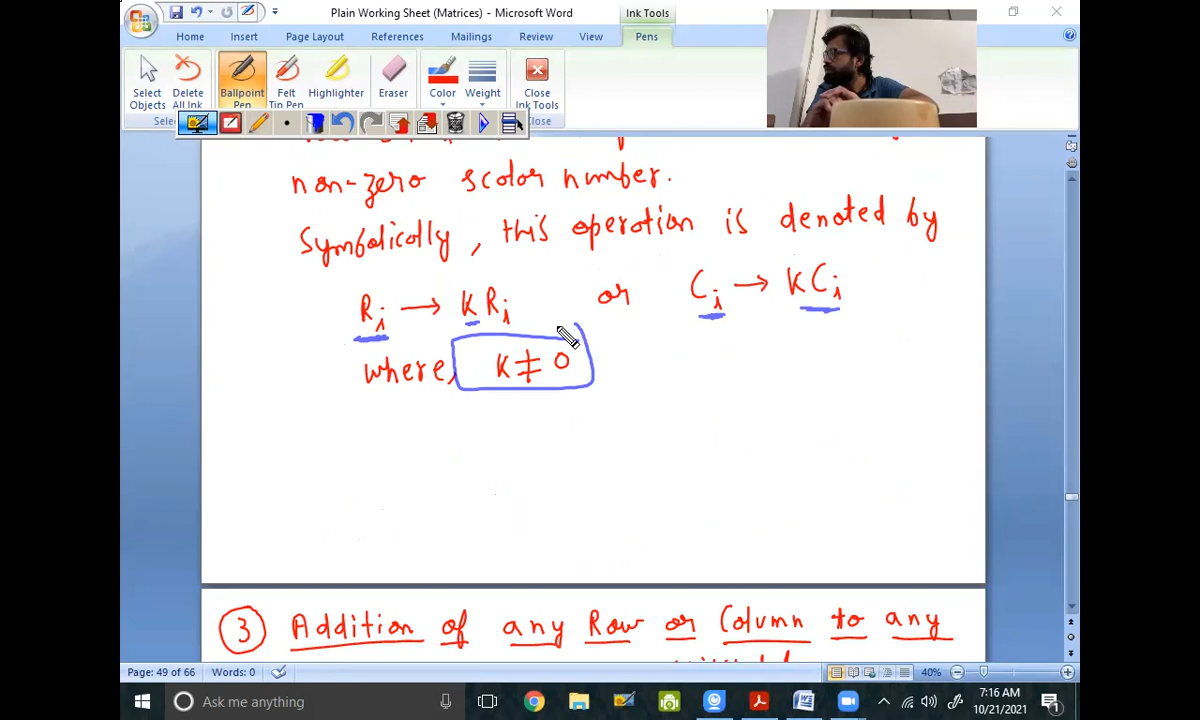 Plain Working Sheet (Matrices) - Microsoft Word
Ink Tools
Home Insert Page Layout References Mailings Review View Pens
Select Objects
Delete All Ink
Ballpoint Pen
Felt Tip Pen
Highlighter
Eraser
Color
Weight
Close Ink Tools
Close
non-zero scolor number.
Symbolically, this operation is denoted by
Ri → KRi or Ci → KCi
where, K ≠ 0
3 Addition of any Row or Column to any
Page: 49 of 66 Words: 0 40%
Ask me anything
7:16 AM
10/21/2021
1